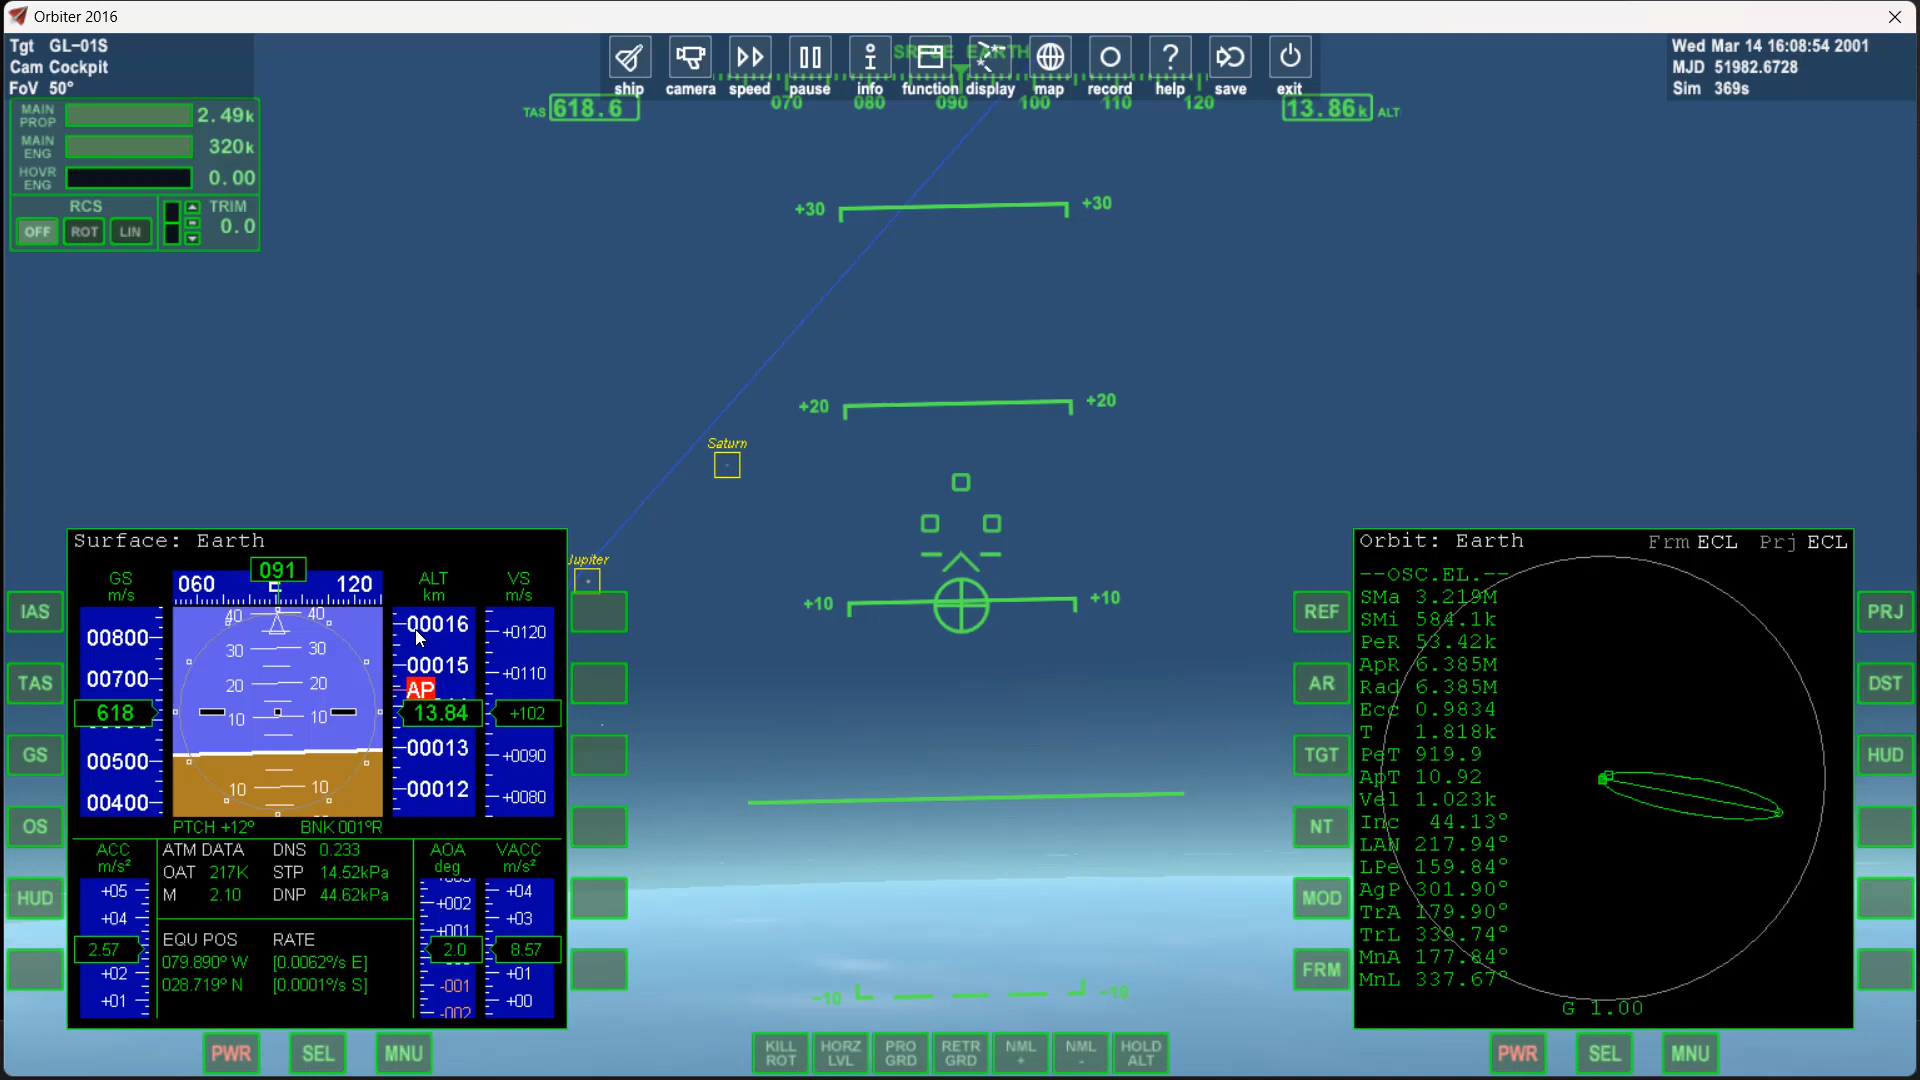 Orbiter 2016
Tgt GL-01S
Cam Cockpit
FoV 50°
ship camera speed pause info function display map record help save exit
Wed Mar 14 16:08:54 2001
MJD 51982.6728
Sim 369s
MAIN PROP 2.49k
MAIN ENG 320k
HOVR ENG 0.00
RCS TRIM
OFF ROT LIN 0.0
TAS 618.6
070 080 090 100 110 120
13.86k ALT
+30 +30
+20 +20
Saturn
Jupiter
+10 +10
-10 -10
Surface: Earth
GS m/s
060 091 E 120
ALT km
VS m/s
IAS
TAS
GS
OS
HUD
00800
00700
618
00500
00400
40 40
30 30
20 20
10 10
10 10
00016
00015
AP
13.84
00013
00012
+0120
+0110
+102
+0090
+0080
PTCH +12° BNK 001°R
ACC m/s²
+05
+04
2.57
+02
+01
ATM DATA DNS 0.233
OAT 217K STP 14.52kPa
M 2.10 DNP 44.62kPa
EQU POS RATE
079.890° W [0.0062°/s E]
028.719° N [0.0001°/s S]
AOA deg
+002
+001
2.0
-001
-002
VACC m/s²
+04
+03
8.57
+01
+00
PWR SEL MNU
KILL ROT
HORZ LVL
PRO GRD
RETR GRD
NML +
NML -
HOLD ALT
Orbit: Earth Frm ECL Prj ECL
--OSC.EL.--
SMa 3.219M
SMi 584.1k
PeR 53.42k
ApR 6.385M
Rad 6.385M
Ecc 0.9834
T 1.818k
PeT 919.9
ApT 10.92
Vel 1.023k
Inc 44.13°
LAN 217.94°
LPe 159.84°
AgP 301.90°
TrA 179.90°
TrL 339.74°
MnA 177.84°
MnL 337.67°
G 1.00
REF
AR
TGT
NT
MOD
FRM
PRJ
DST
HUD
PWR SEL MNU